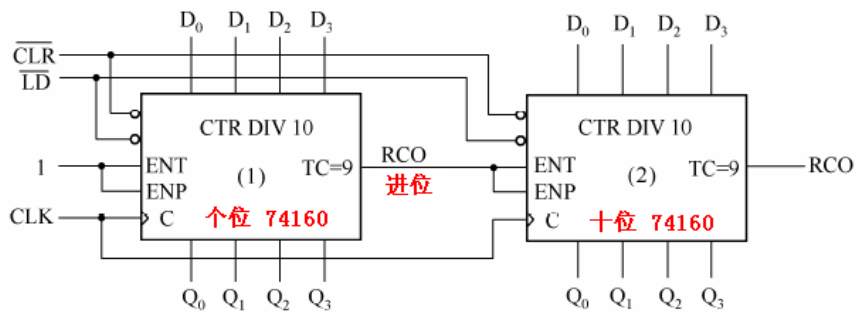 D₀ D₁ D₂ D₃ D₀ D₁ D₂ D₃
C̅L̅R̅
L̅D̅
CTR DIV 10 CTR DIV 10
1 ENT (1) TC=9 RCO ENT (2) TC=9 RCO
ENP 进位 ENP
CLK C 个位 74160 C 十位 74160
Q₀ Q₁ Q₂ Q₃ Q₀ Q₁ Q₂ Q₃